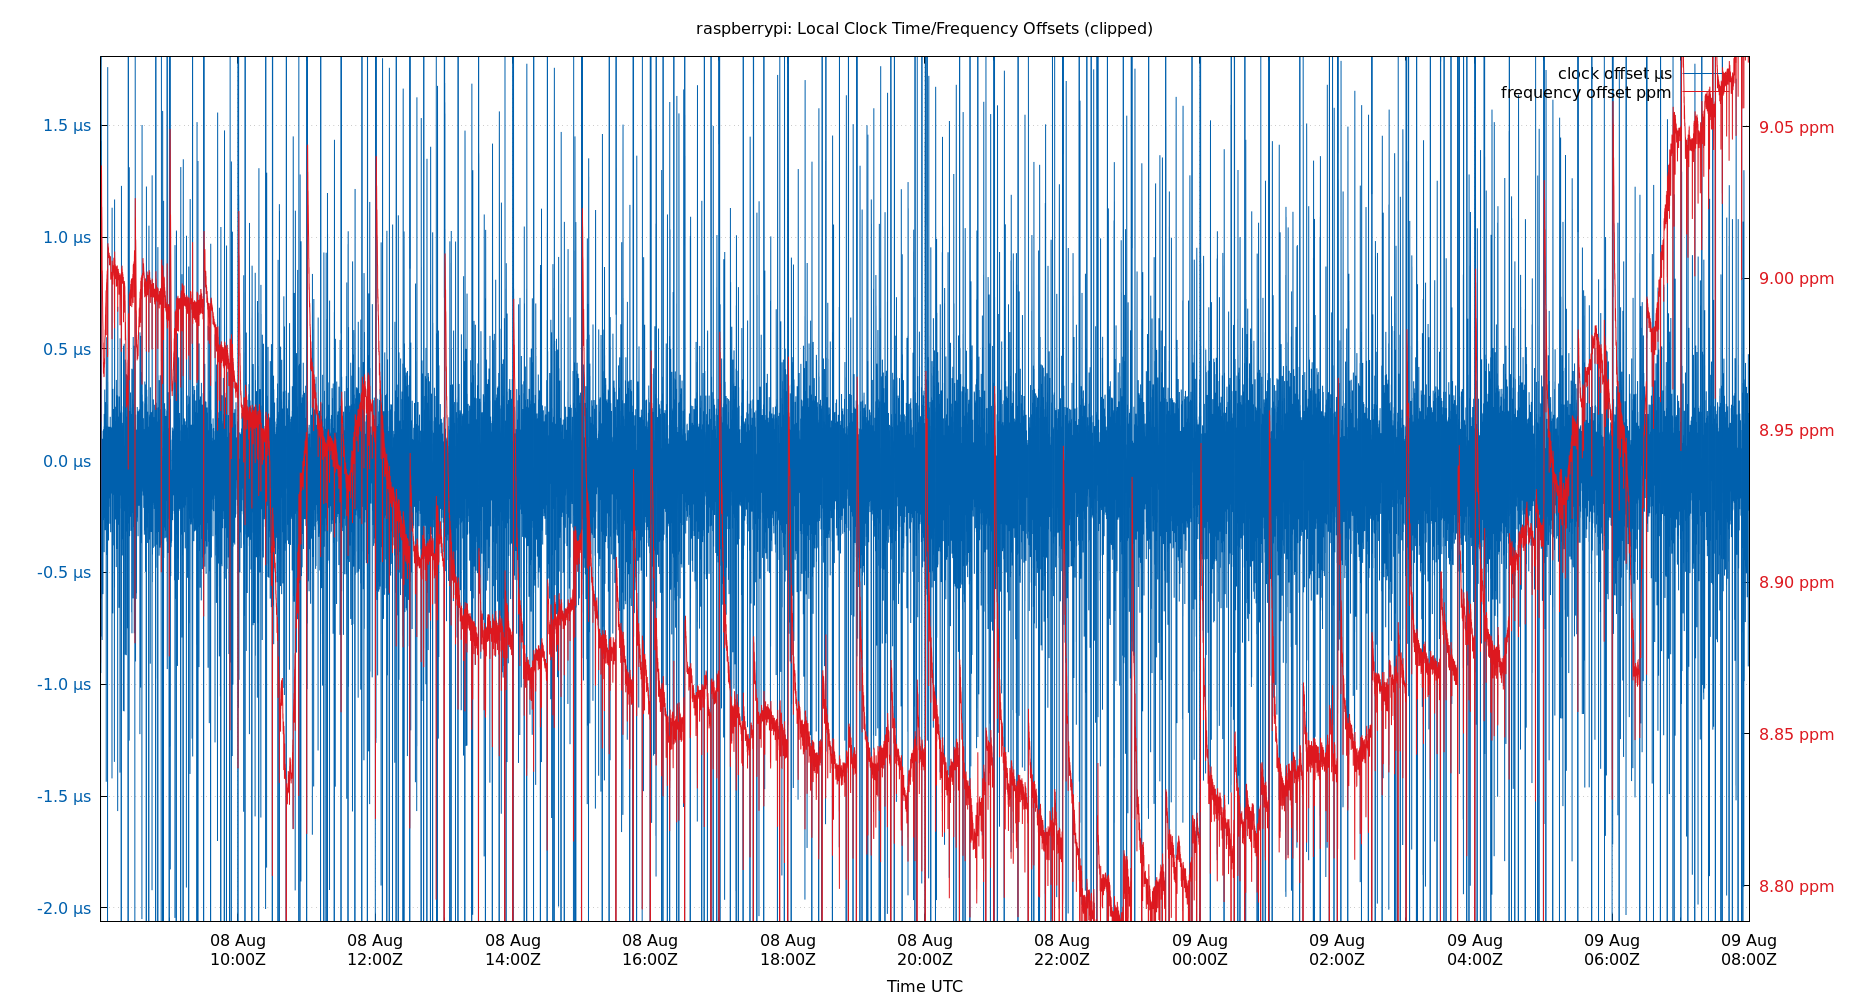 raspberrypi: Local Clock Time/Frequency Offsets (clipped)
clock offset µs
frequency offset ppm
1.5 µs
1.0 µs
0.5 µs
0.0 µs
-0.5 µs
-1.0 µs
-1.5 µs
-2.0 µs
9.05 ppm
9.00 ppm
8.95 ppm
8.90 ppm
8.85 ppm
8.80 ppm
08 Aug 08 Aug 08 Aug 08 Aug 08 Aug 08 Aug 08 Aug 09 Aug 09 Aug 09 Aug 09 Aug 09 Aug
10:00Z 12:00Z 14:00Z 16:00Z 18:00Z 20:00Z 22:00Z 00:00Z 02:00Z 04:00Z 06:00Z 08:00Z
Time UTC